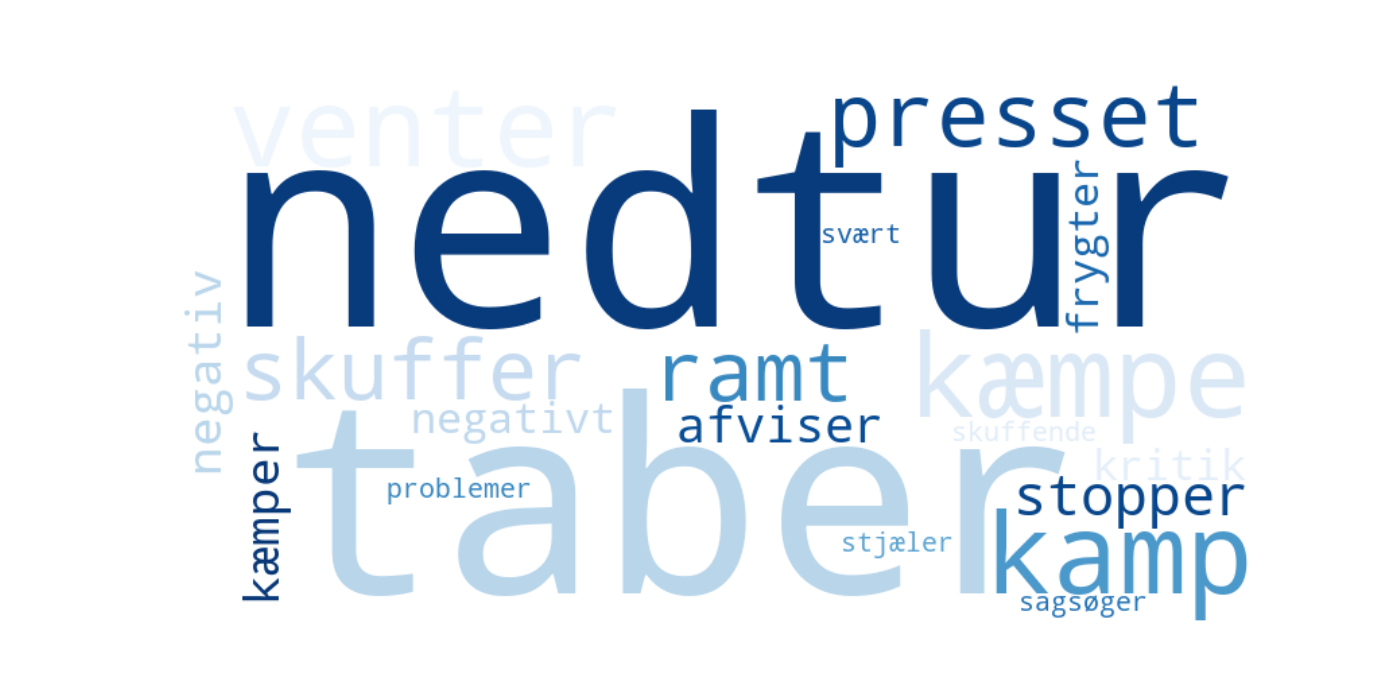 venter
presset
nedtur
svært
frygter
negativ
skuffer
ramt
kæmpe
negativt
afviser
skuffende
taber
kritik
kæmper
problemer
stopper
stjæler
kamp
sagsøger